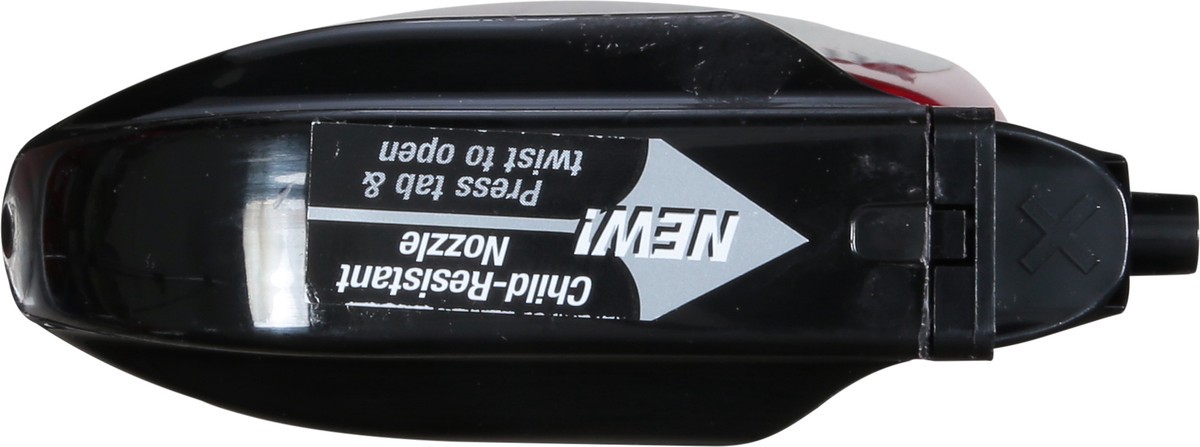 Child-Resistant
Nozzle
NEW!
Press tab &
twist to open